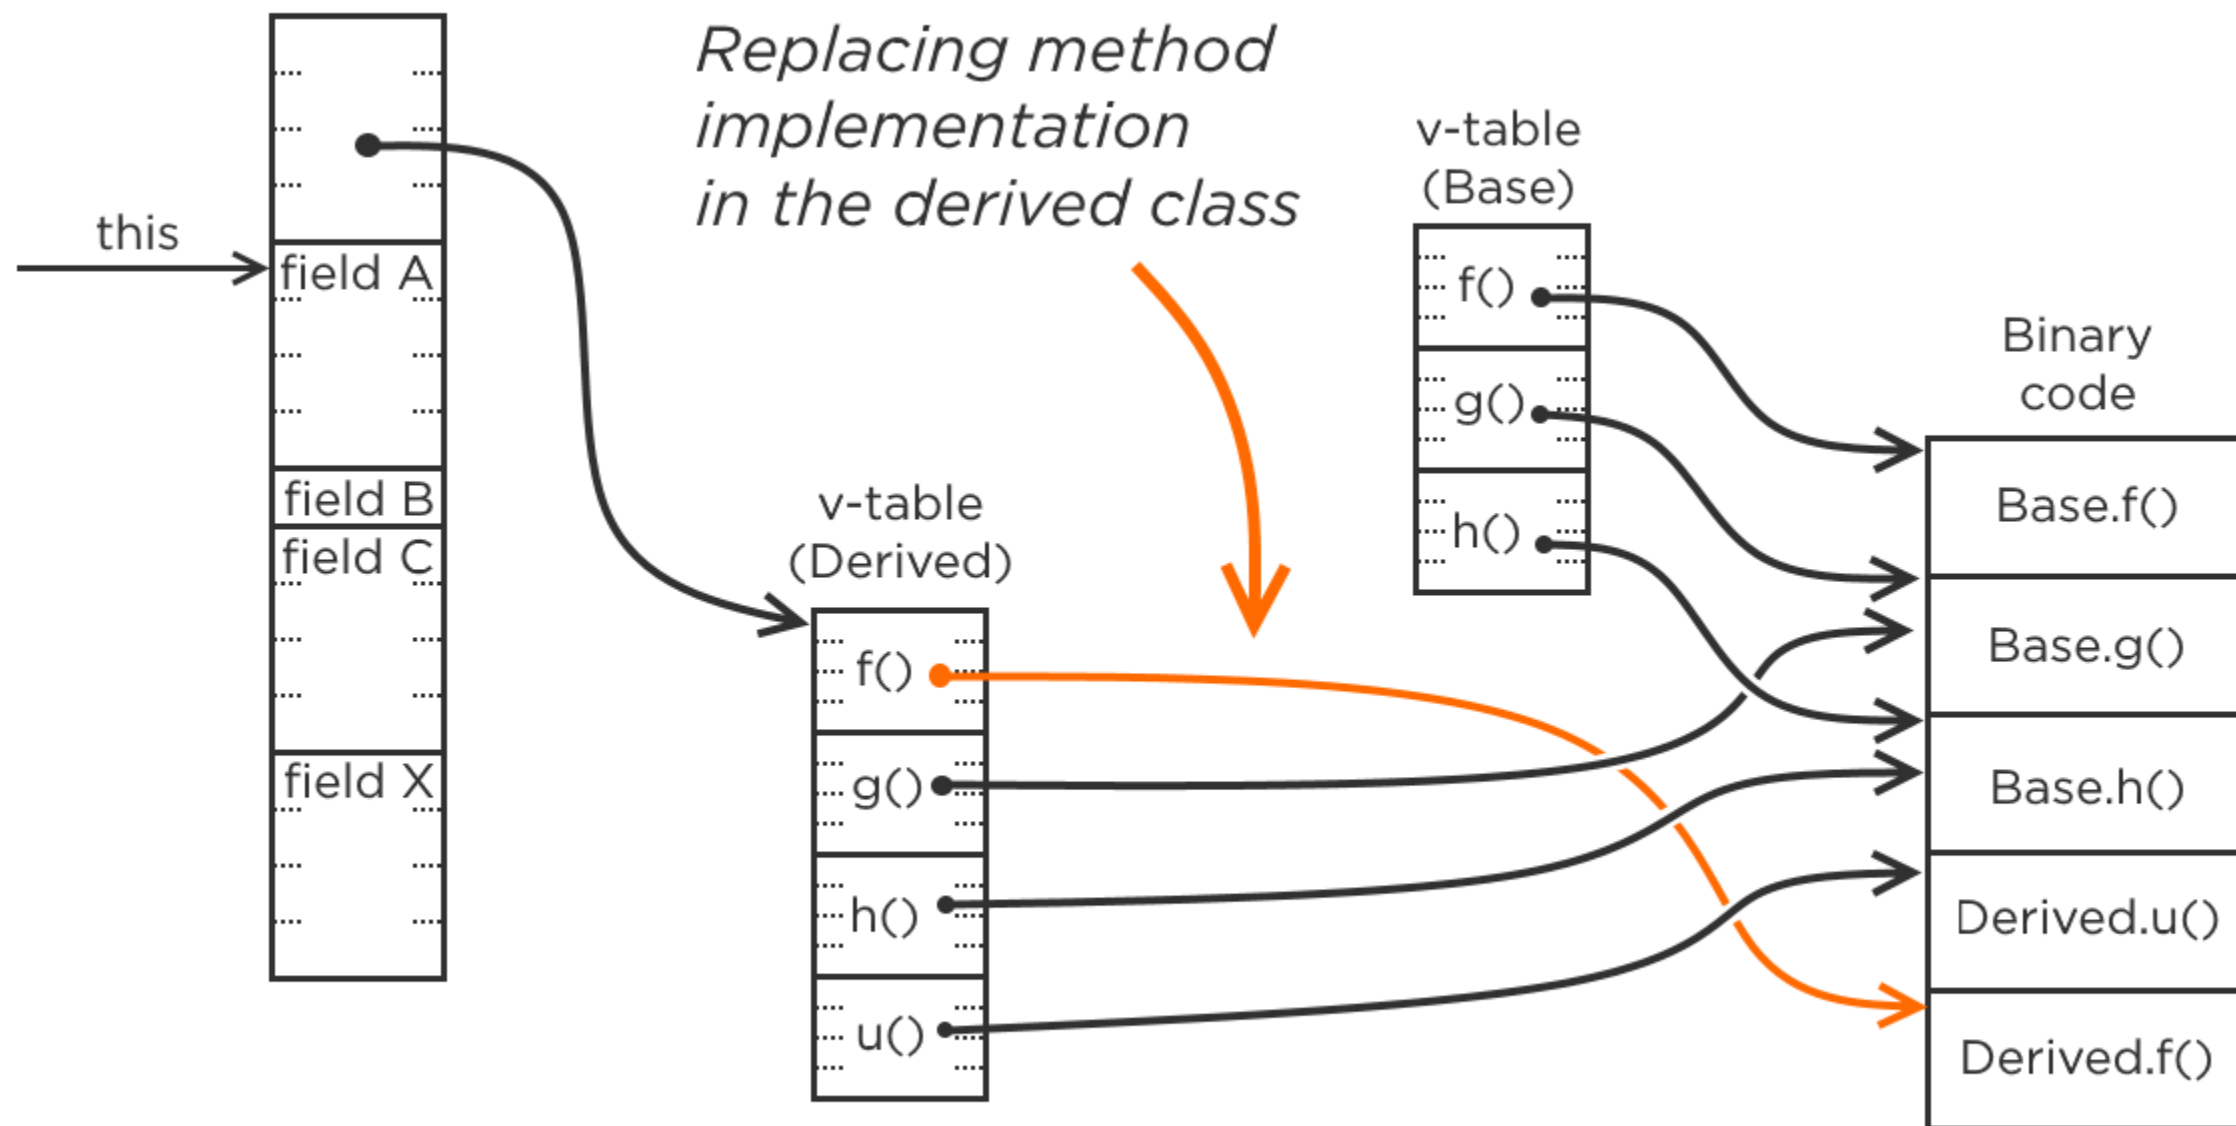 Replacing method
implementation
in the derived class
this
field A
field B
field C
field X
v-table
(Derived)
f()
g()
h()
u()
v-table
(Base)
f()
g()
h()
Binary
code
Base.f()
Base.g()
Base.h()
Derived.u()
Derived.f()